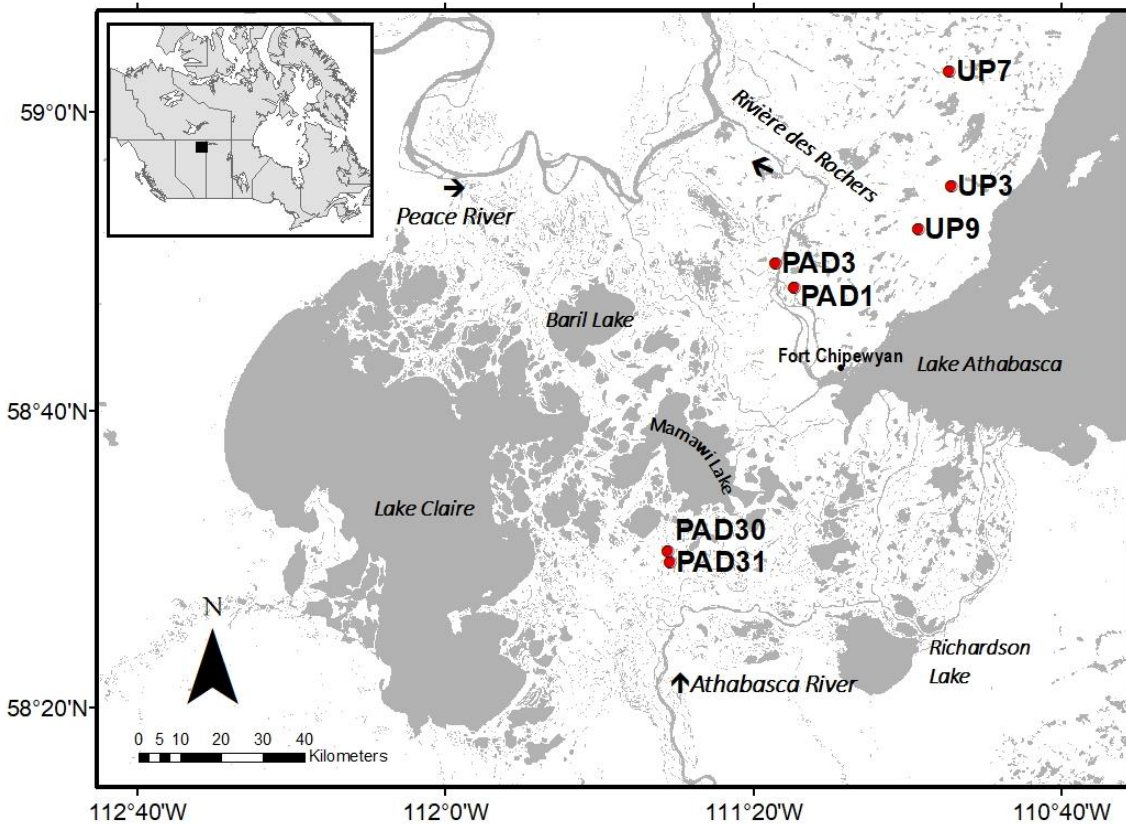 UP7
59°0'N
Rivière des Rochers
UP3
Peace River
UP9
PAD3
PAD1
Baril Lake
Fort Chipewyan
Lake Athabasca
58°40'N
Mamawi Lake
Lake Claire
PAD30
PAD31
N
Richardson
Lake
Athabasca River
58°20'N
0 5 10 20 30 40
Kilometers
112°40'W
112°0'W
111°20'W
110°40'W